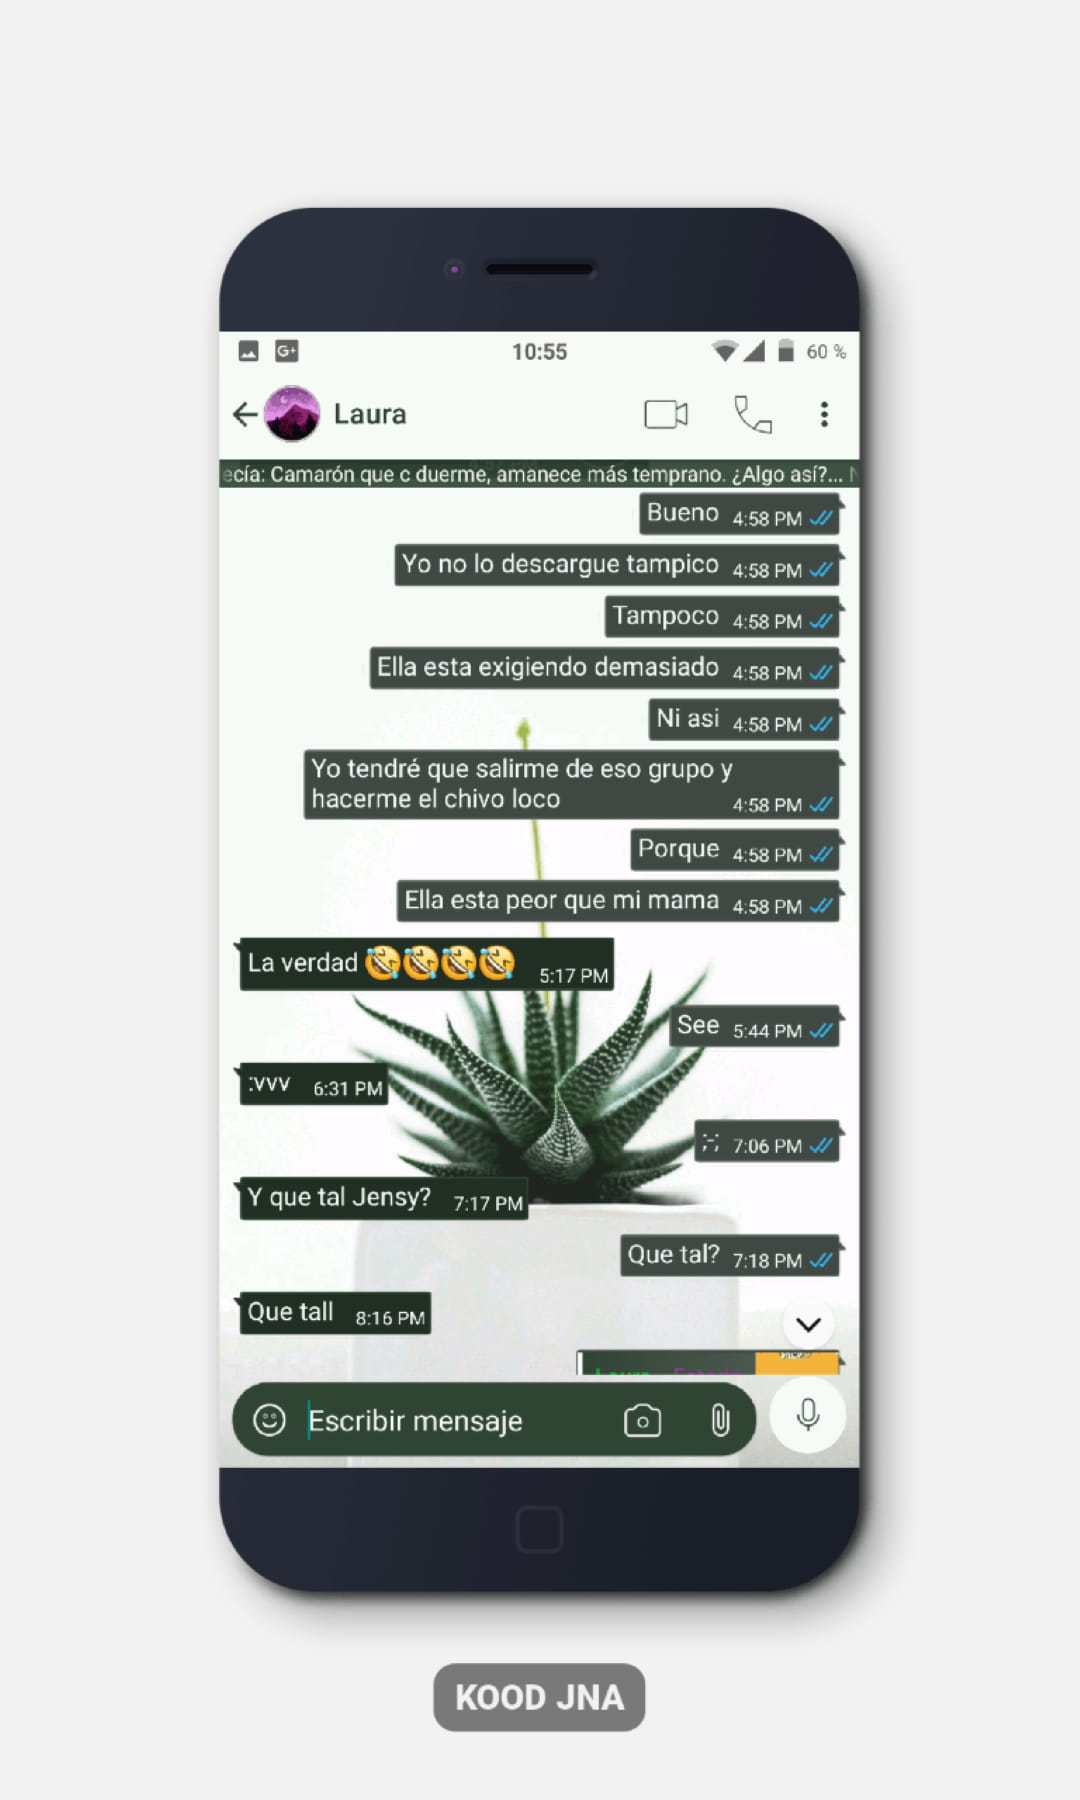 G+ 10:55 60 %
Laura
ecía: Camarón que c duerme, amanece más temprano. ¿Algo así?...
Bueno 4:58 PM
Yo no lo descargue tampico 4:58 PM
Tampoco 4:58 PM
Ella esta exigiendo demasiado 4:58 PM
Ni asi 4:58 PM
Yo tendré que salirme de eso grupo y
hacerme el chivo loco 4:58 PM
Porque 4:58 PM
Ella esta peor que mi mama 4:58 PM
La verdad 🤣🤣🤣🤣 5:17 PM
See 5:44 PM
:vvv 6:31 PM
;-; 7:06 PM
Y que tal Jensy? 7:17 PM
Que tal? 7:18 PM
Que tall 8:16 PM
Escribir mensaje
KOOD JNA